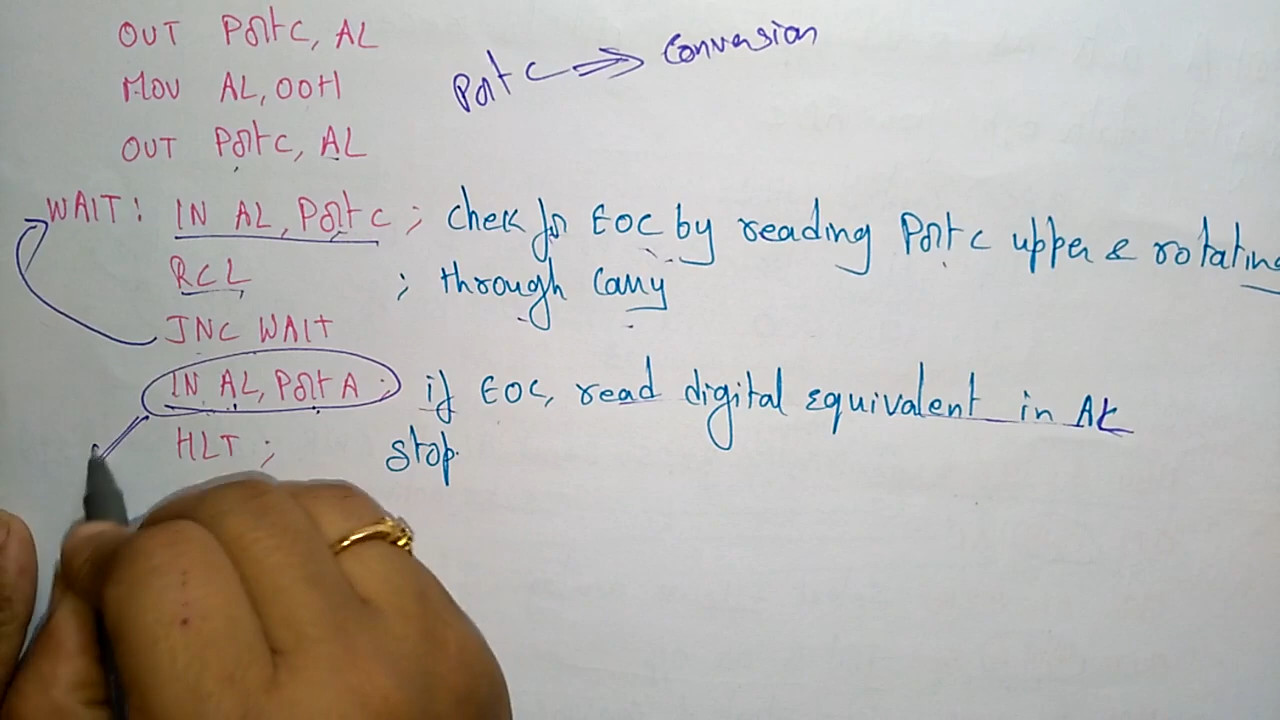 OUT Port C, AL
MOV AL, 00H
Port C ⇒ Conversion
OUT Port C, AL
WAIT: IN AL, Port C ; chek for EOC by reading Port C upper & rotating
RCL ; through carry
JNC WAIT
IN AL, Port A ; if EOC, read digital equivalent in AL
HLT ; stop.